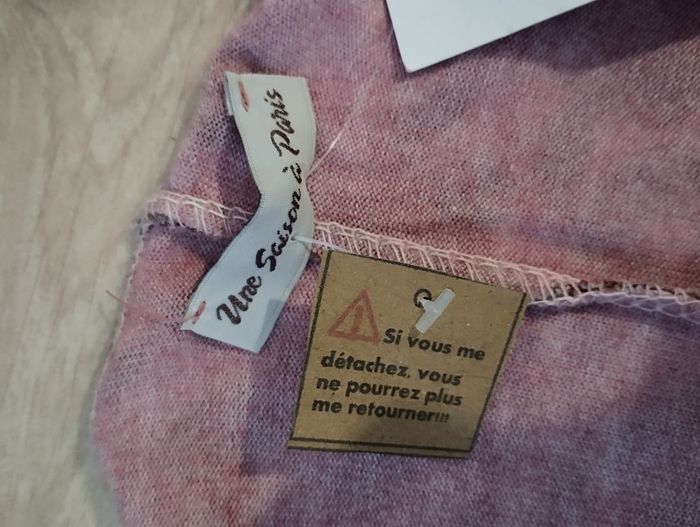 Une Saison à Paris
Si vous me
détachez, vous
ne pourrez plus
me retourner!!!